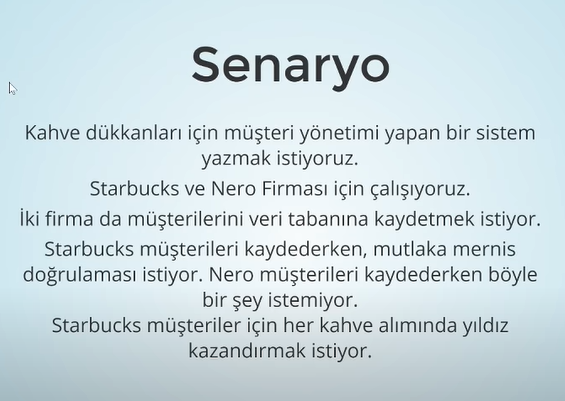 Senaryo
Kahve dükkanları için müşteri yönetimi yapan bir sistem
yazmak istiyoruz.
Starbucks ve Nero Firması için çalışıyoruz.
İki firma da müşterilerini veri tabanına kaydetmek istiyor.
Starbucks müşterileri kaydederken, mutlaka mernis
doğrulaması istiyor. Nero müşterileri kaydederken böyle
bir şey istemiyor.
Starbucks müşteriler için her kahve alımında yıldız
kazandırmak istiyor.